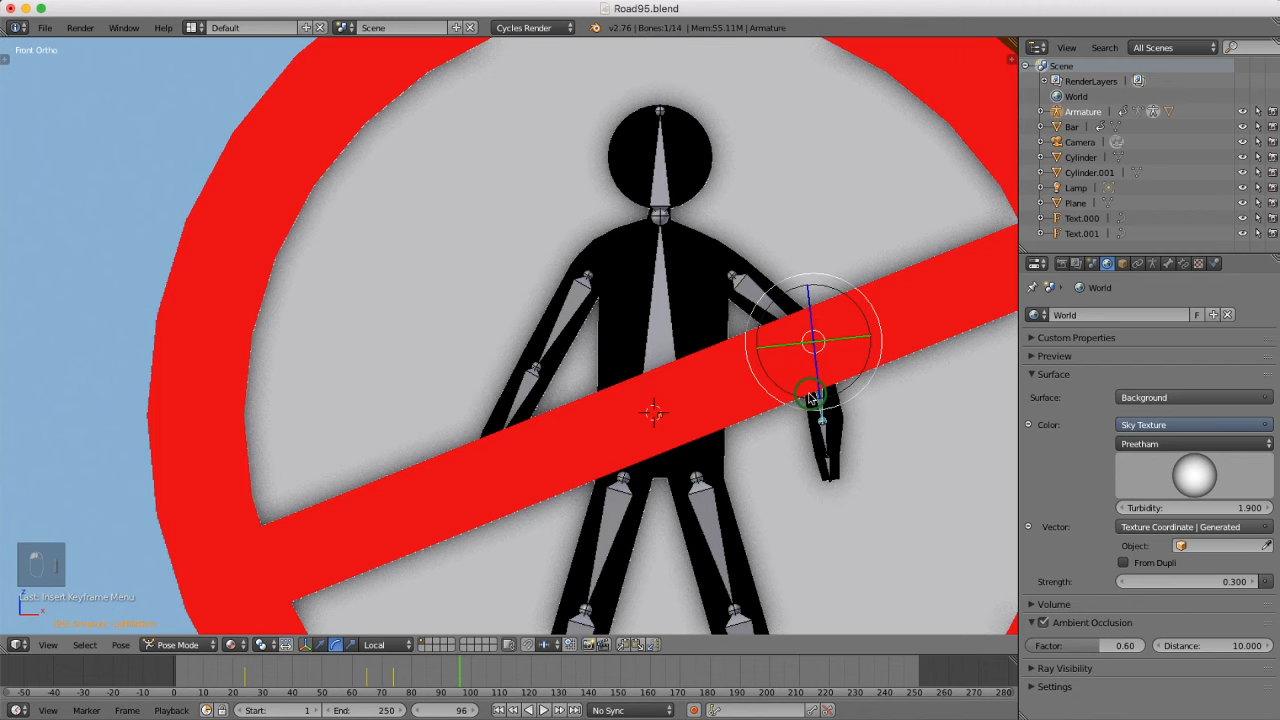 Road95.blend
File Render Window Help Default Scene Cycles Render v2.76 | Bones:1/14 | Mem:55.11M | Armature
Front Ortho
View Search All Scenes
Scene
RenderLayers
World
Armature
Bar
Camera
Cylinder
Cylinder.001
Lamp
Plane
Text.000
Text.001
World
World F
Custom Properties
Preview
Surface
Surface: Background
Color: Sky Texture
Preetham
Turbidity: 1.900
Vector: Texture Coordinate | Generated
Object:
From Dupli
Strength: 0.300
Volume
Ambient Occlusion
Factor: 0.60 Distance: 10.000
Ray Visibility
Settings
Last: Insert Keyframe Menu
z
x
View Select Pose Pose Mode Local
-50 -40 -30 -20 -10 0 10 20 30 40 50 60 70 80 90 100 110 120 130 140 150 160 170 180 190 200 210 220 230 240 250 260 270 280
View Marker Frame Playback Start: 1 End: 250 96 No Sync